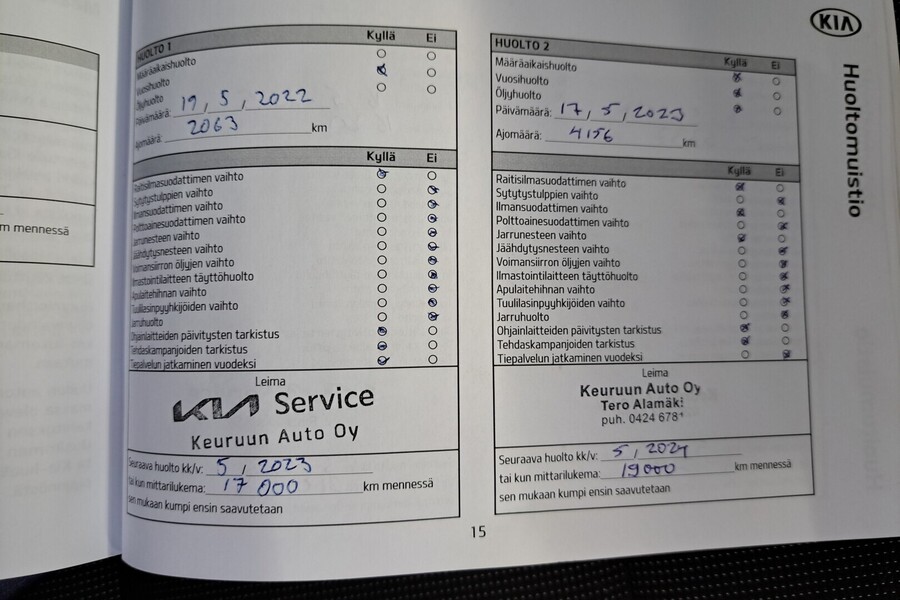 m mennessä
HUOLTO 1
Kyllä Ei
Määräaikaishuolto
Vuosihuolto
Öljyhuolto
Päivämäärä: 19, 5, 2022
Ajomäärä: 2063 km
Kyllä Ei
Raitisilmasuodattimen vaihto
Sytytystulppien vaihto
Ilmansuodattimen vaihto
Polttoainesuodattimen vaihto
Jarrunesteen vaihto
Jäähdytysnesteen vaihto
Voimansiirron öljyjen vaihto
Ilmastointilaitteen täyttöhuolto
Apulaitehihnan vaihto
Tuulilasinpyyhkijöiden vaihto
Jarruhuolto
Ohjainlaitteiden päivitysten tarkistus
Tehdaskampanjoiden tarkistus
Tiepalvelun jatkaminen vuodeksi
Leima
KIA Service
Keuruun Auto Oy
Seuraava huolto kk/v: 5, 2023
tai kun mittarilukema: 17 000 km mennessä
sen mukaan kumpi ensin saavutetaan
HUOLTO 2
Kyllä Ei
Määräaikaishuolto
Vuosihuolto
Öljyhuolto
Päivämäärä: 17, 5, 2023
Ajomäärä: 4156 km
Kyllä Ei
Raitisilmasuodattimen vaihto
Sytytystulppien vaihto
Ilmansuodattimen vaihto
Polttoainesuodattimen vaihto
Jarrunesteen vaihto
Jäähdytysnesteen vaihto
Voimansiirron öljyjen vaihto
Ilmastointilaitteen täyttöhuolto
Apulaitehihnan vaihto
Tuulilasinpyyhkijöiden vaihto
Jarruhuolto
Ohjainlaitteiden päivitysten tarkistus
Tehdaskampanjoiden tarkistus
Tiepalvelun jatkaminen vuodeksi
Leima
Keuruun Auto Oy
Tero Alamäki
puh. 0424 6781
Seuraava huolto kk/v: 5, 2024
tai kun mittarilukema: 19000 km mennessä
sen mukaan kumpi ensin saavutetaan
15
KIA
Huoltomuistio